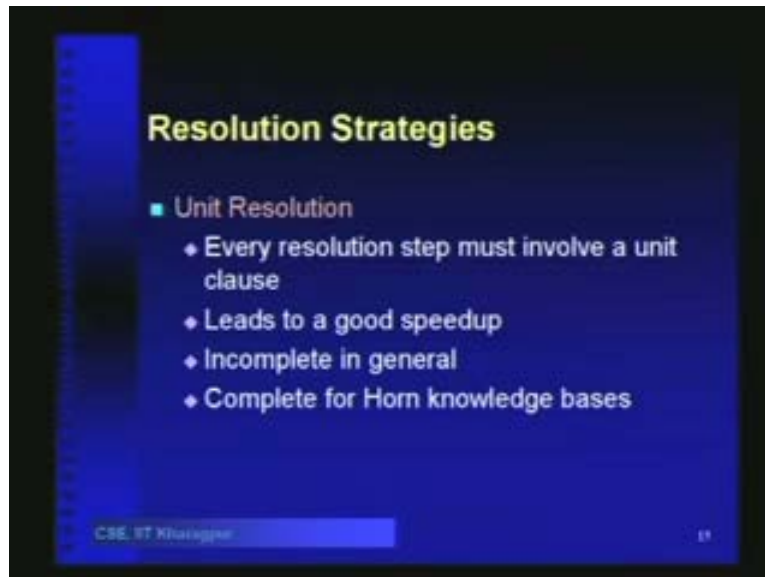 Resolution Strategies
Unit Resolution
Every resolution step must involve a unit
clause
Leads to a good speedup
Incomplete in general
Complete for Horn knowledge bases
CSE, IIT Kharagpur